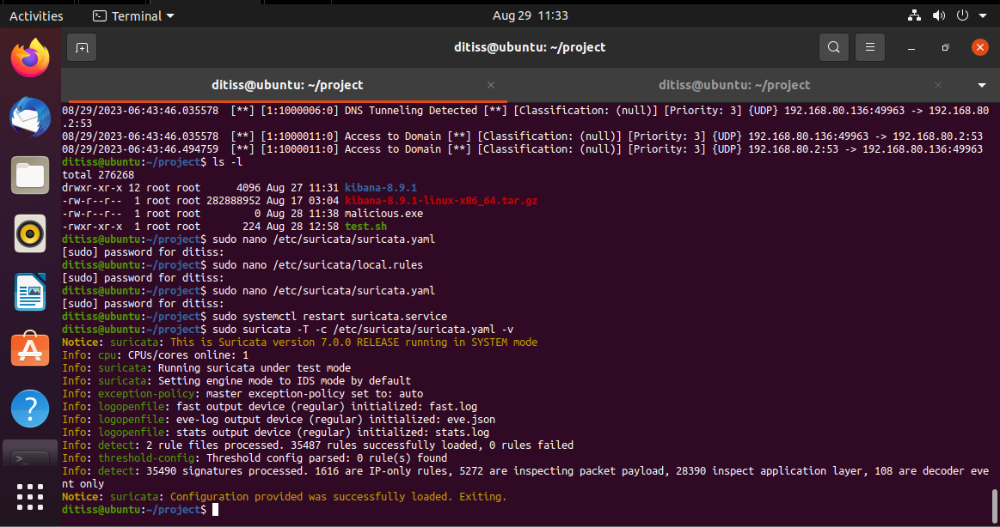 Activities
Terminal
Aug 29 11:33
ditiss@ubuntu: ~/project
ditiss@ubuntu: ~/project
ditiss@ubuntu: ~/project
08/29/2023-06:43:46.035578  [**] [1:1000006:0] DNS Tunneling Detected [**] [Classification: (null)] [Priority: 3] {UDP} 192.168.80.136:49963 -> 192.168.80
.2:53
08/29/2023-06:43:46.035578  [**] [1:1000011:0] Access to Domain [**] [Classification: (null)] [Priority: 3] {UDP} 192.168.80.136:49963 -> 192.168.80.2:53
08/29/2023-06:43:46.494759  [**] [1:1000011:0] Access to Domain [**] [Classification: (null)] [Priority: 3] {UDP} 192.168.80.2:53 -> 192.168.80.136:49963
ditiss@ubuntu:~/project$ ls -l
total 276268
drwxr-xr-x 12 root root      4096 Aug 27 11:31 kibana-8.9.1
-rw-r--r--  1 root root 282888952 Aug 17 03:04 kibana-8.9.1-linux-x86_64.tar.gz
-rw-r--r--  1 root root         0 Aug 28 11:38 malicious.exe
-rwxr-xr-x  1 root root       224 Aug 28 12:58 test.sh
ditiss@ubuntu:~/project$ sudo nano /etc/suricata/suricata.yaml
[sudo] password for ditiss:
ditiss@ubuntu:~/project$ sudo nano /etc/suricata/local.rules
[sudo] password for ditiss:
ditiss@ubuntu:~/project$ sudo nano /etc/suricata/suricata.yaml
[sudo] password for ditiss:
ditiss@ubuntu:~/project$ sudo systemctl restart suricata.service
ditiss@ubuntu:~/project$ sudo suricata -T -c /etc/suricata/suricata.yaml -v
Notice: suricata: This is Suricata version 7.0.0 RELEASE running in SYSTEM mode
Info: cpu: CPUs/cores online: 1
Info: suricata: Running suricata under test mode
Info: suricata: Setting engine mode to IDS mode by default
Info: exception-policy: master exception-policy set to: auto
Info: logopenfile: fast output device (regular) initialized: fast.log
Info: logopenfile: eve-log output device (regular) initialized: eve.json
Info: logopenfile: stats output device (regular) initialized: stats.log
Info: detect: 2 rule files processed. 35487 rules successfully loaded, 0 rules failed
Info: threshold-config: Threshold config parsed: 0 rule(s) found
Info: detect: 35490 signatures processed. 1616 are IP-only rules, 5272 are inspecting packet payload, 28390 inspect application layer, 108 are decoder eve
nt only
Notice: suricata: Configuration provided was successfully loaded. Exiting.
ditiss@ubuntu:~/project$